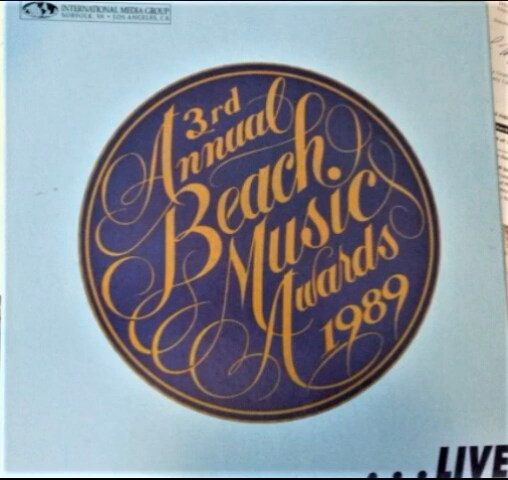 INTERNATIONAL MEDIA GROUP
NORFOLK, VA • LOS ANGELES, CA
3rd
Annual
Beach
Music
Awards
1989
...LIVE